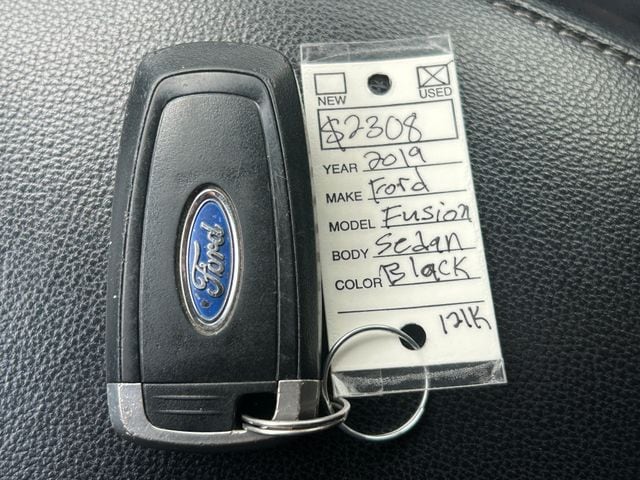 Ford
NEW USED
$2308
YEAR 2019
MAKE Ford
MODEL Fusion
BODY Sedan
COLOR Black
121K